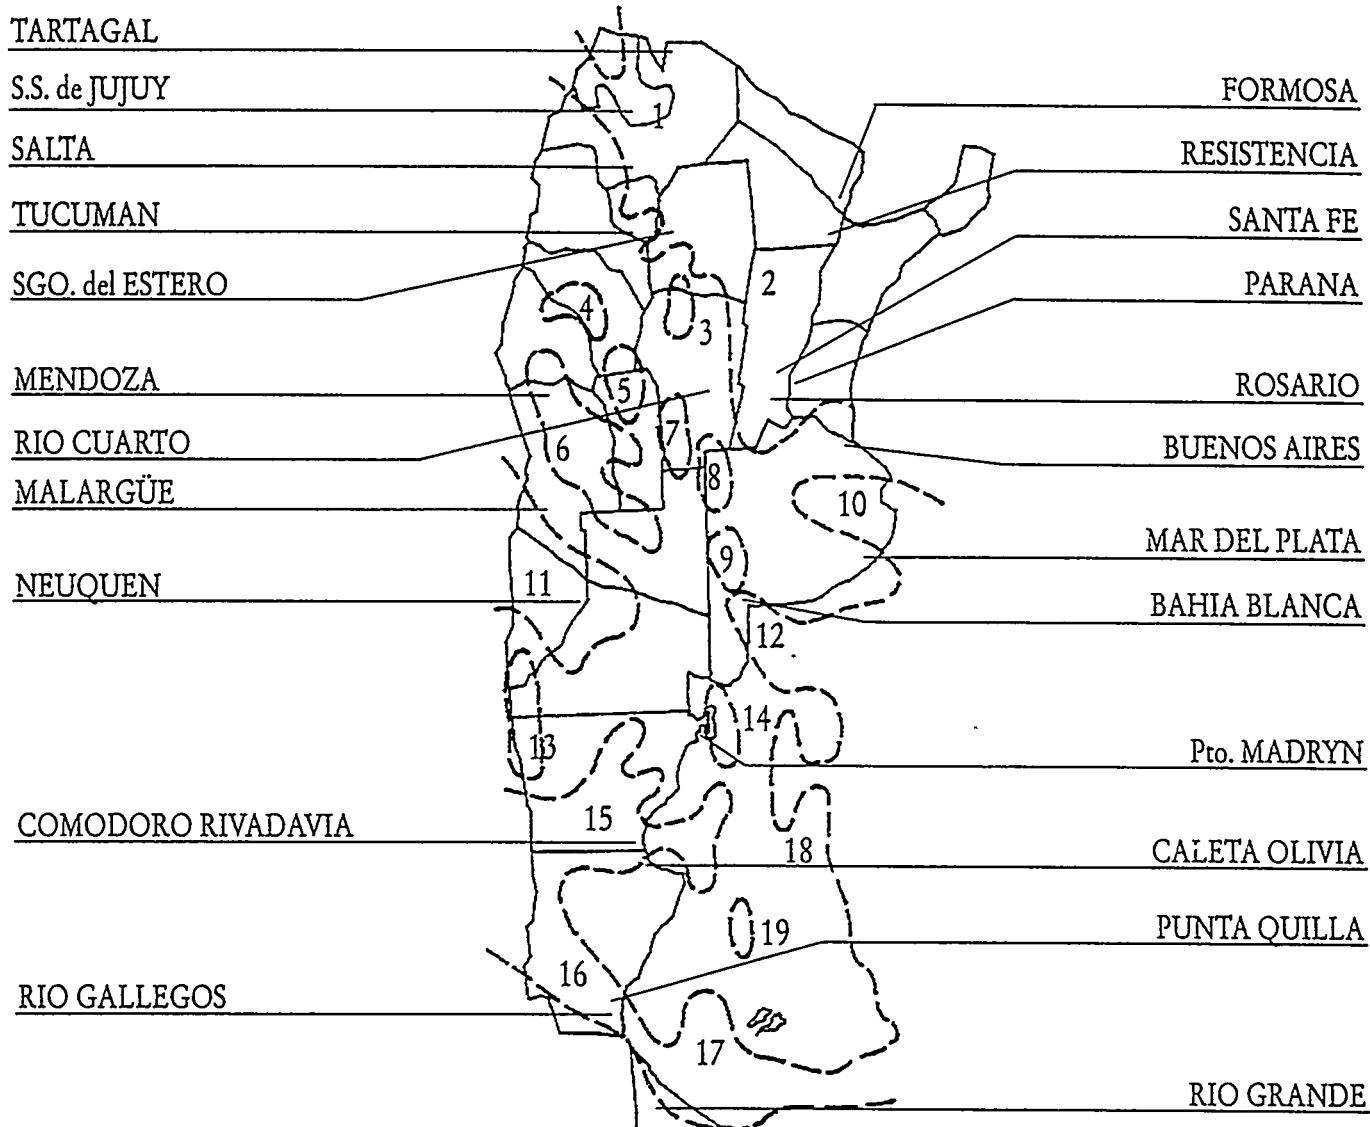 TARTAGAL
S.S. de JUJUY
SALTA
TUCUMAN
SGO. del ESTERO
MENDOZA
RIO CUARTO
MALARGÜE
NEUQUEN
COMODORO RIVADAVIA
RIO GALLEGOS
FORMOSA
RESISTENCIA
SANTA FE
PARANA
ROSARIO
BUENOS AIRES
MAR DEL PLATA
BAHIA BLANCA
Pto. MADRYN
CALETA OLIVIA
PUNTA QUILLA
RIO GRANDE
1
2
3
4
5
6
7
8
9
10
11
12
13
14
15
16
17
18
19